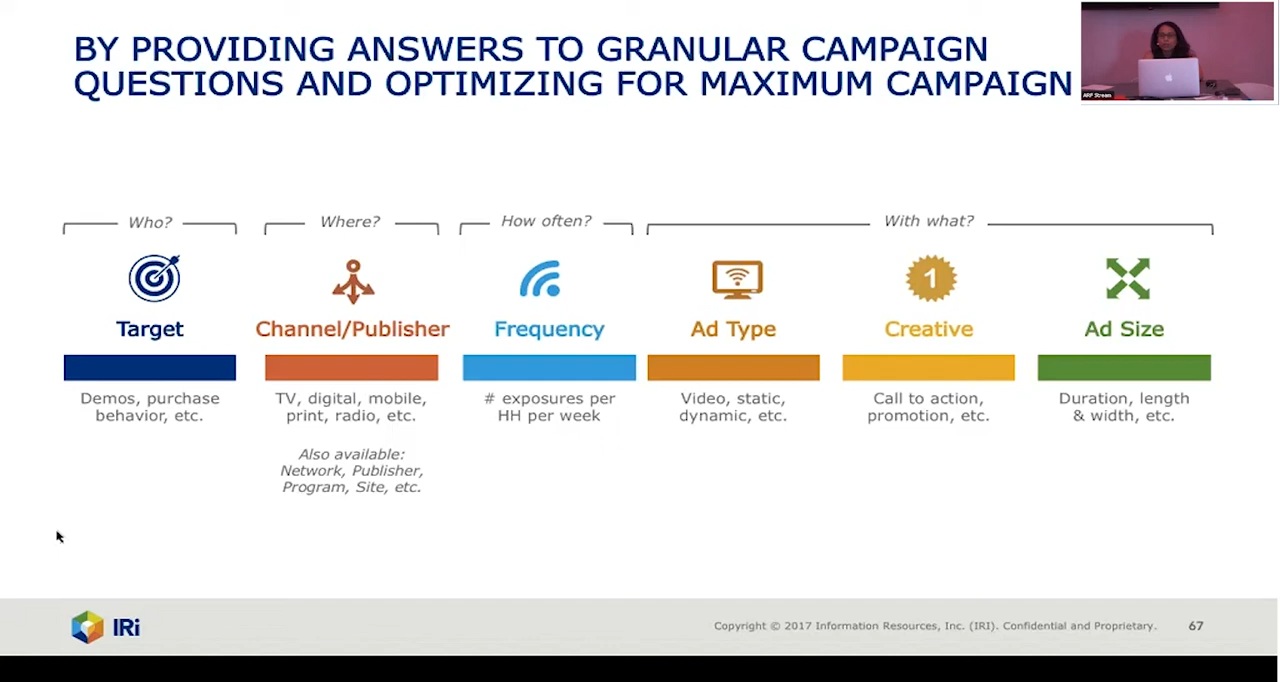 BY PROVIDING ANSWERS TO GRANULAR CAMPAIGN
QUESTIONS AND OPTIMIZING FOR MAXIMUM CAMPAIGN
ARF Stream
Who?
Where?
How often?
With what?
1
Target
Channel/Publisher
Frequency
Ad Type
Creative
Ad Size
Demos, purchase
behavior, etc.
TV, digital, mobile,
print, radio, etc.
Also available:
Network, Publisher,
Program, Site, etc.
# exposures per
HH per week
Video, static,
dynamic, etc.
Call to action,
promotion, etc.
Duration, length
& width, etc.
IRi
Copyright © 2017 Information Resources, Inc. (IRI). Confidential and Proprietary.
67